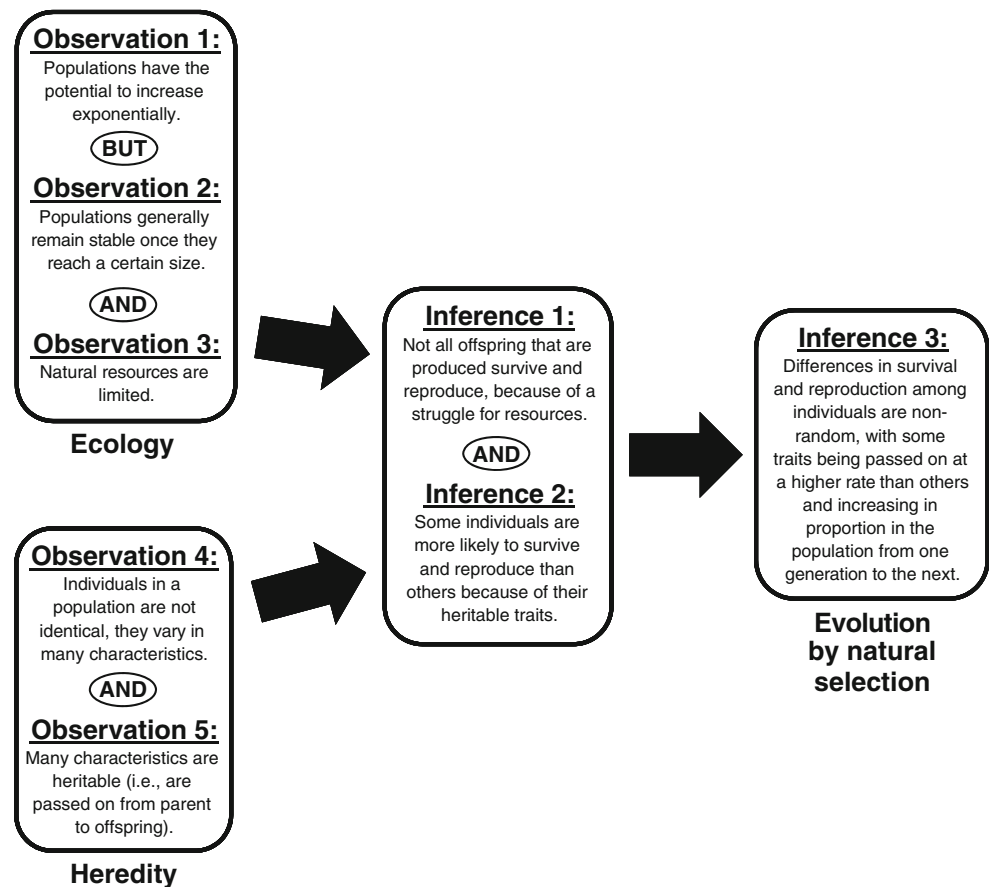 Observation 1:
Populations have the
potential to increase
exponentially.
BUT
Observation 2:
Populations generally
remain stable once they
reach a certain size.
AND
Observation 3:
Natural resources are
limited.
Ecology
Observation 4:
Individuals in a
population are not
identical, they vary in
many characteristics.
AND
Observation 5:
Many characteristics are
heritable (i.e., are
passed on from parent
to offspring).
Heredity
Inference 1:
Not all offspring that are
produced survive and
reproduce, because of a
struggle for resources.
AND
Inference 2:
Some individuals are
more likely to survive
and reproduce than
others because of their
heritable traits.
Inference 3:
Differences in survival
and reproduction among
individuals are non-
random, with some
traits being passed on at
a higher rate than others
and increasing in
proportion in the
population from one
generation to the next.
Evolution
by natural
selection